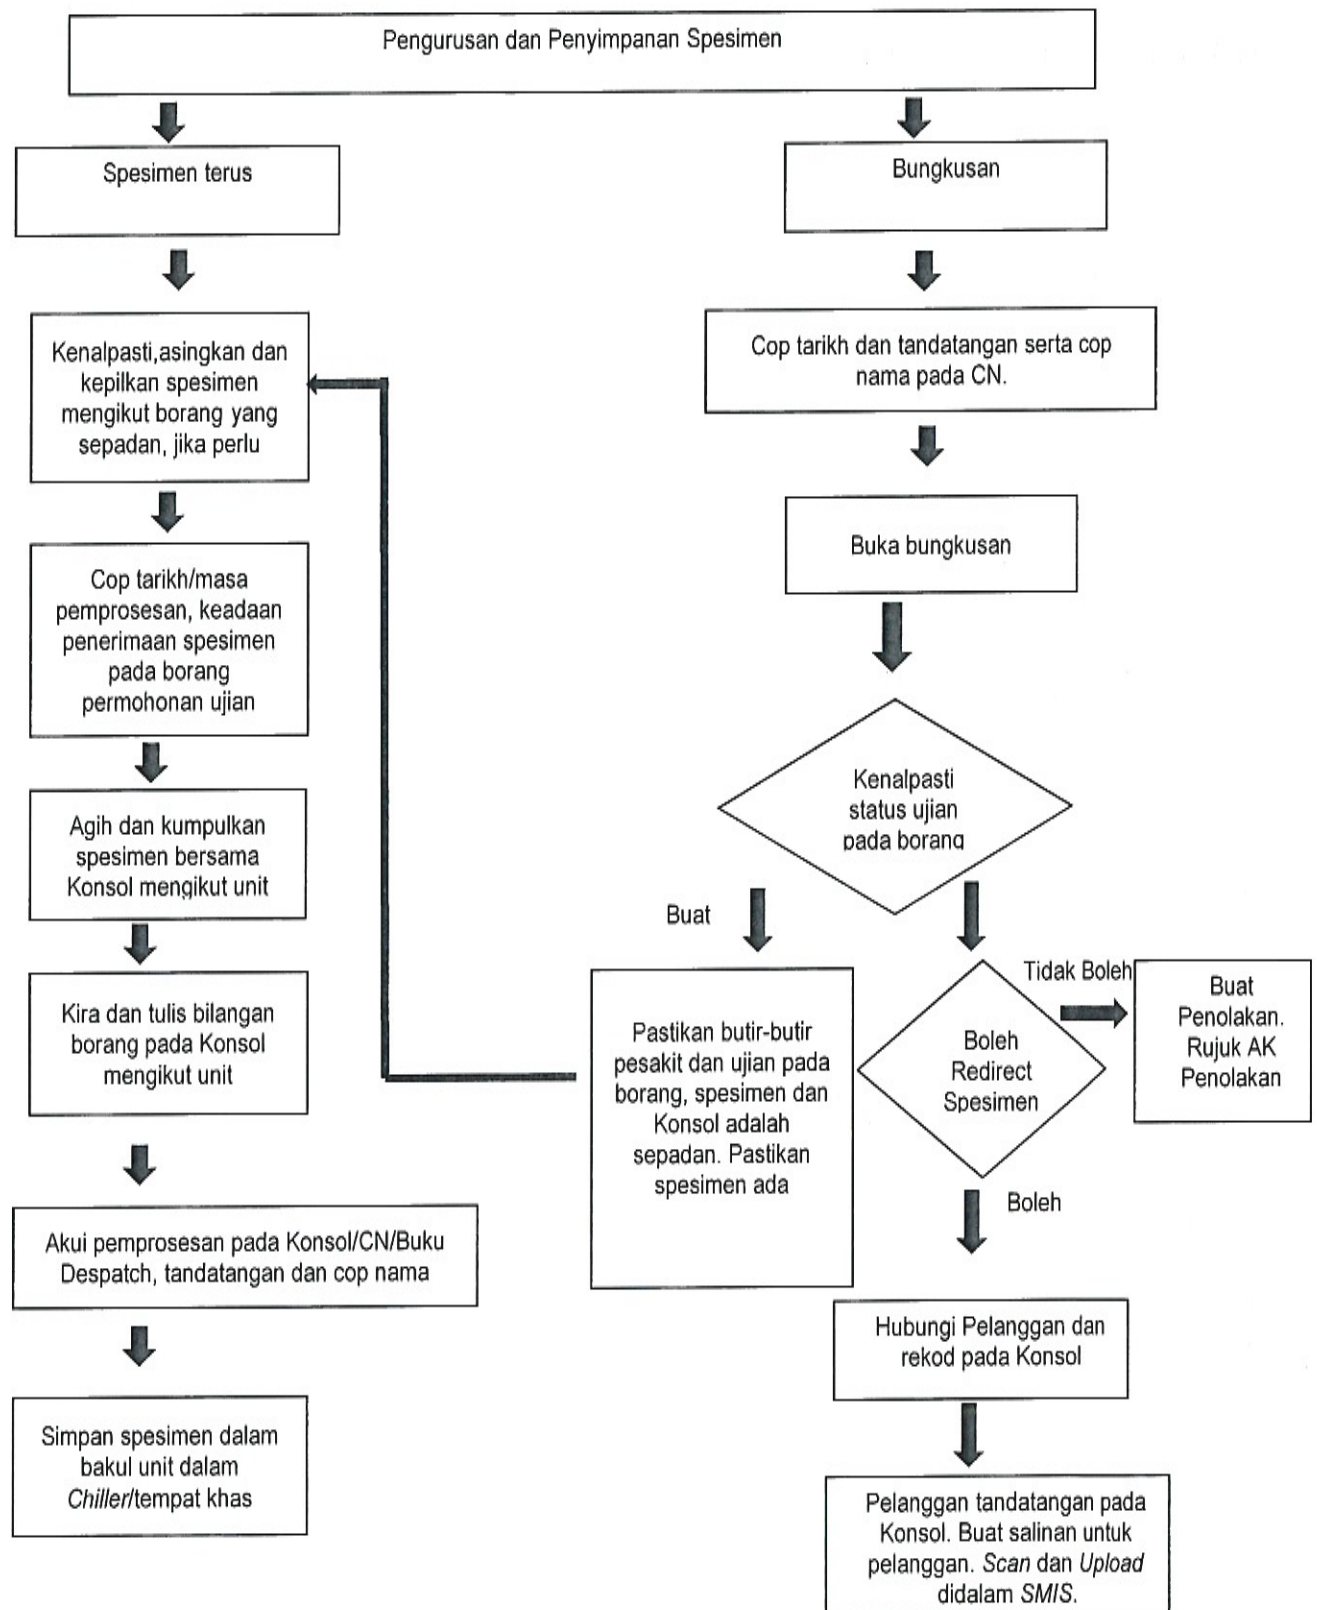 Pengurusan dan Penyimpanan Spesimen
Spesimen terus
Kenalpasti,asingkan dan
kepilkan spesimen
mengikut borang yang
sepadan, jika perlu
Cop tarikh/masa
pemprosesan, keadaan
penerimaan spesimen
pada borang
permohonan ujian
Agih dan kumpulkan
spesimen bersama
Konsol mengikut unit
Kira dan tulis bilangan
borang pada Konsol
mengikut unit
Akui pemprosesan pada Konsol/CN/Buku
Despatch, tandatangan dan cop nama
Simpan spesimen dalam
bakul unit dalam
Chiller/tempat khas
Bungkusan
Cop tarikh dan tandatangan serta cop
nama pada CN.
Buka bungkusan
Kenalpasti
status ujian
pada borang
Buat
Pastikan butir-butir
pesakit dan ujian pada
borang, spesimen dan
Konsol adalah
sepadan. Pastikan
spesimen ada
Boleh
Redirect
Spesimen
Tidak Boleh
Buat
Penolakan.
Rujuk AK
Penolakan
Boleh
Hubungi Pelanggan dan
rekod pada Konsol
Pelanggan tandatangan pada
Konsol. Buat salinan untuk
pelanggan. Scan dan Upload
didalam SMIS.